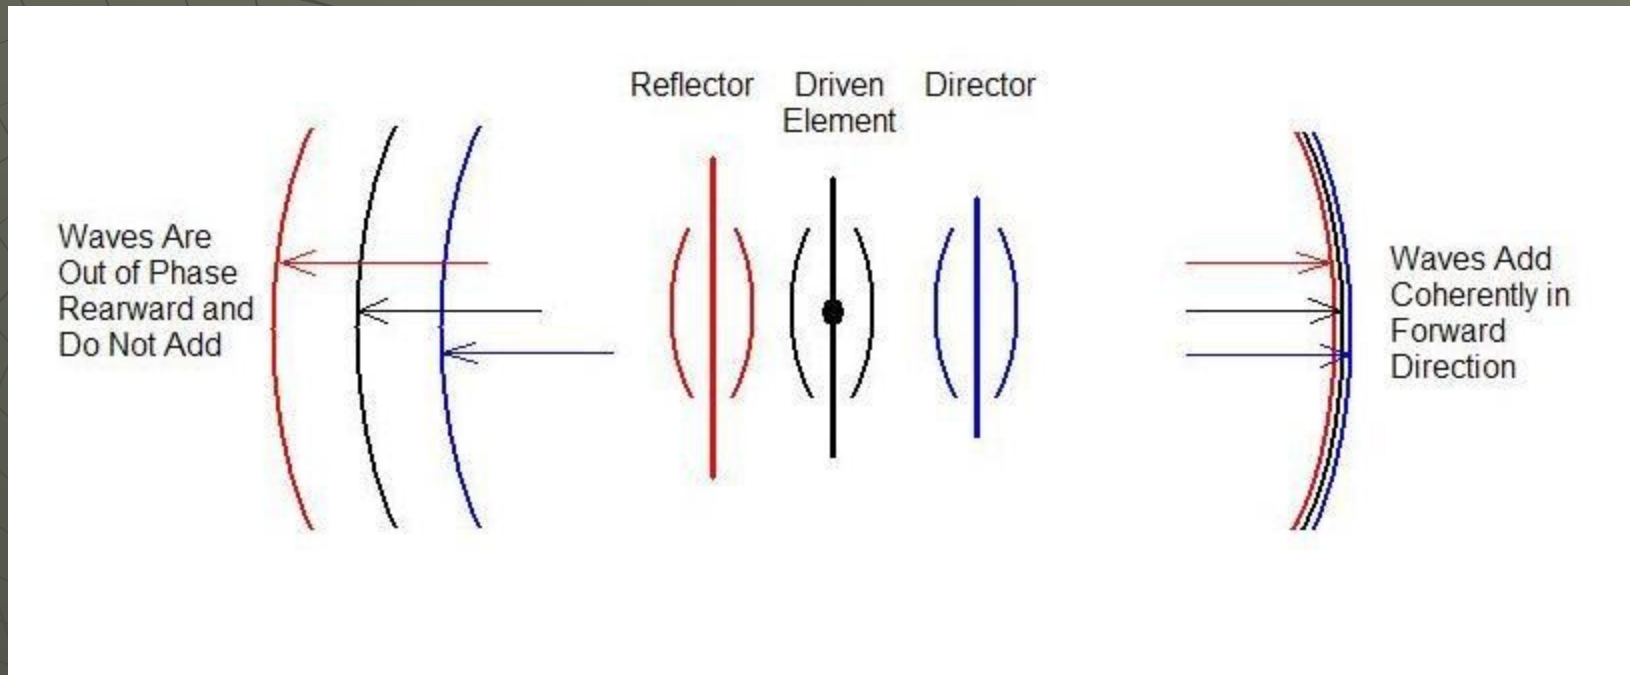 Reflector
Driven
Element
Director
Waves Are
Out of Phase
Rearward and
Do Not Add
Waves Add
Coherently in
Forward
Direction